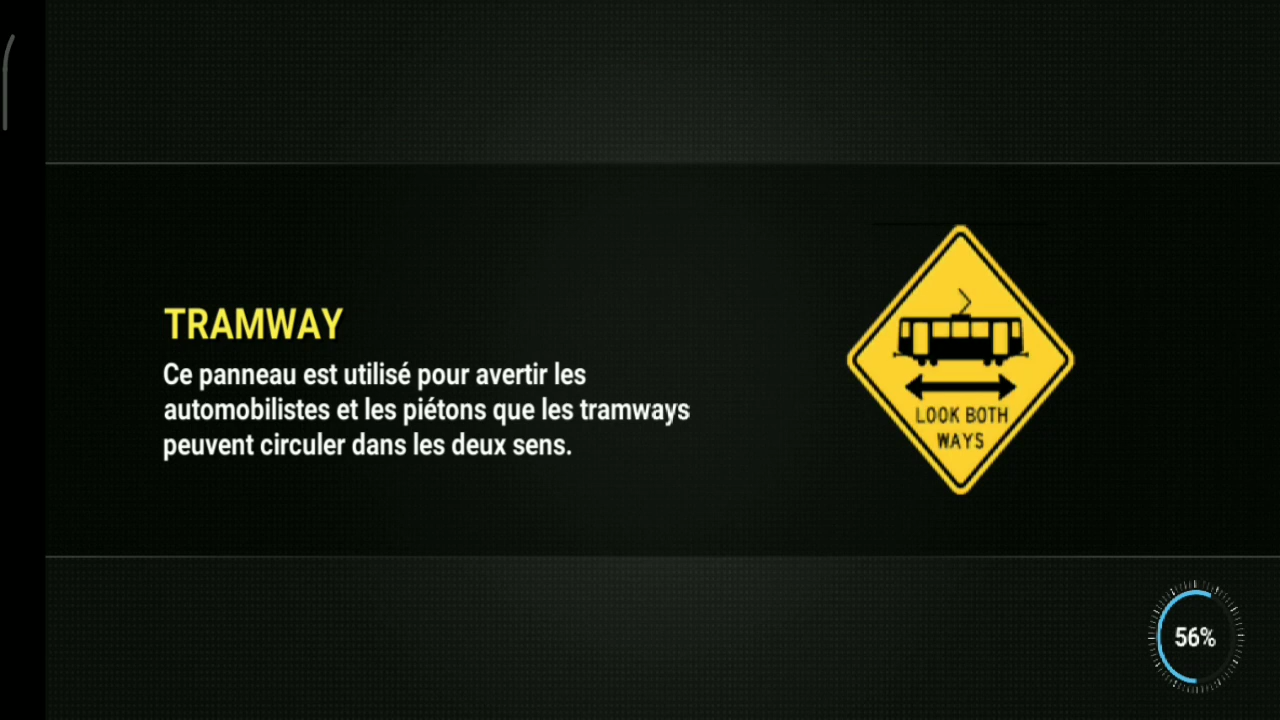 TRAMWAY
Ce panneau est utilisé pour avertir les
automobilistes et les piétons que les tramways
peuvent circuler dans les deux sens.
LOOK BOTH
WAYS
56%